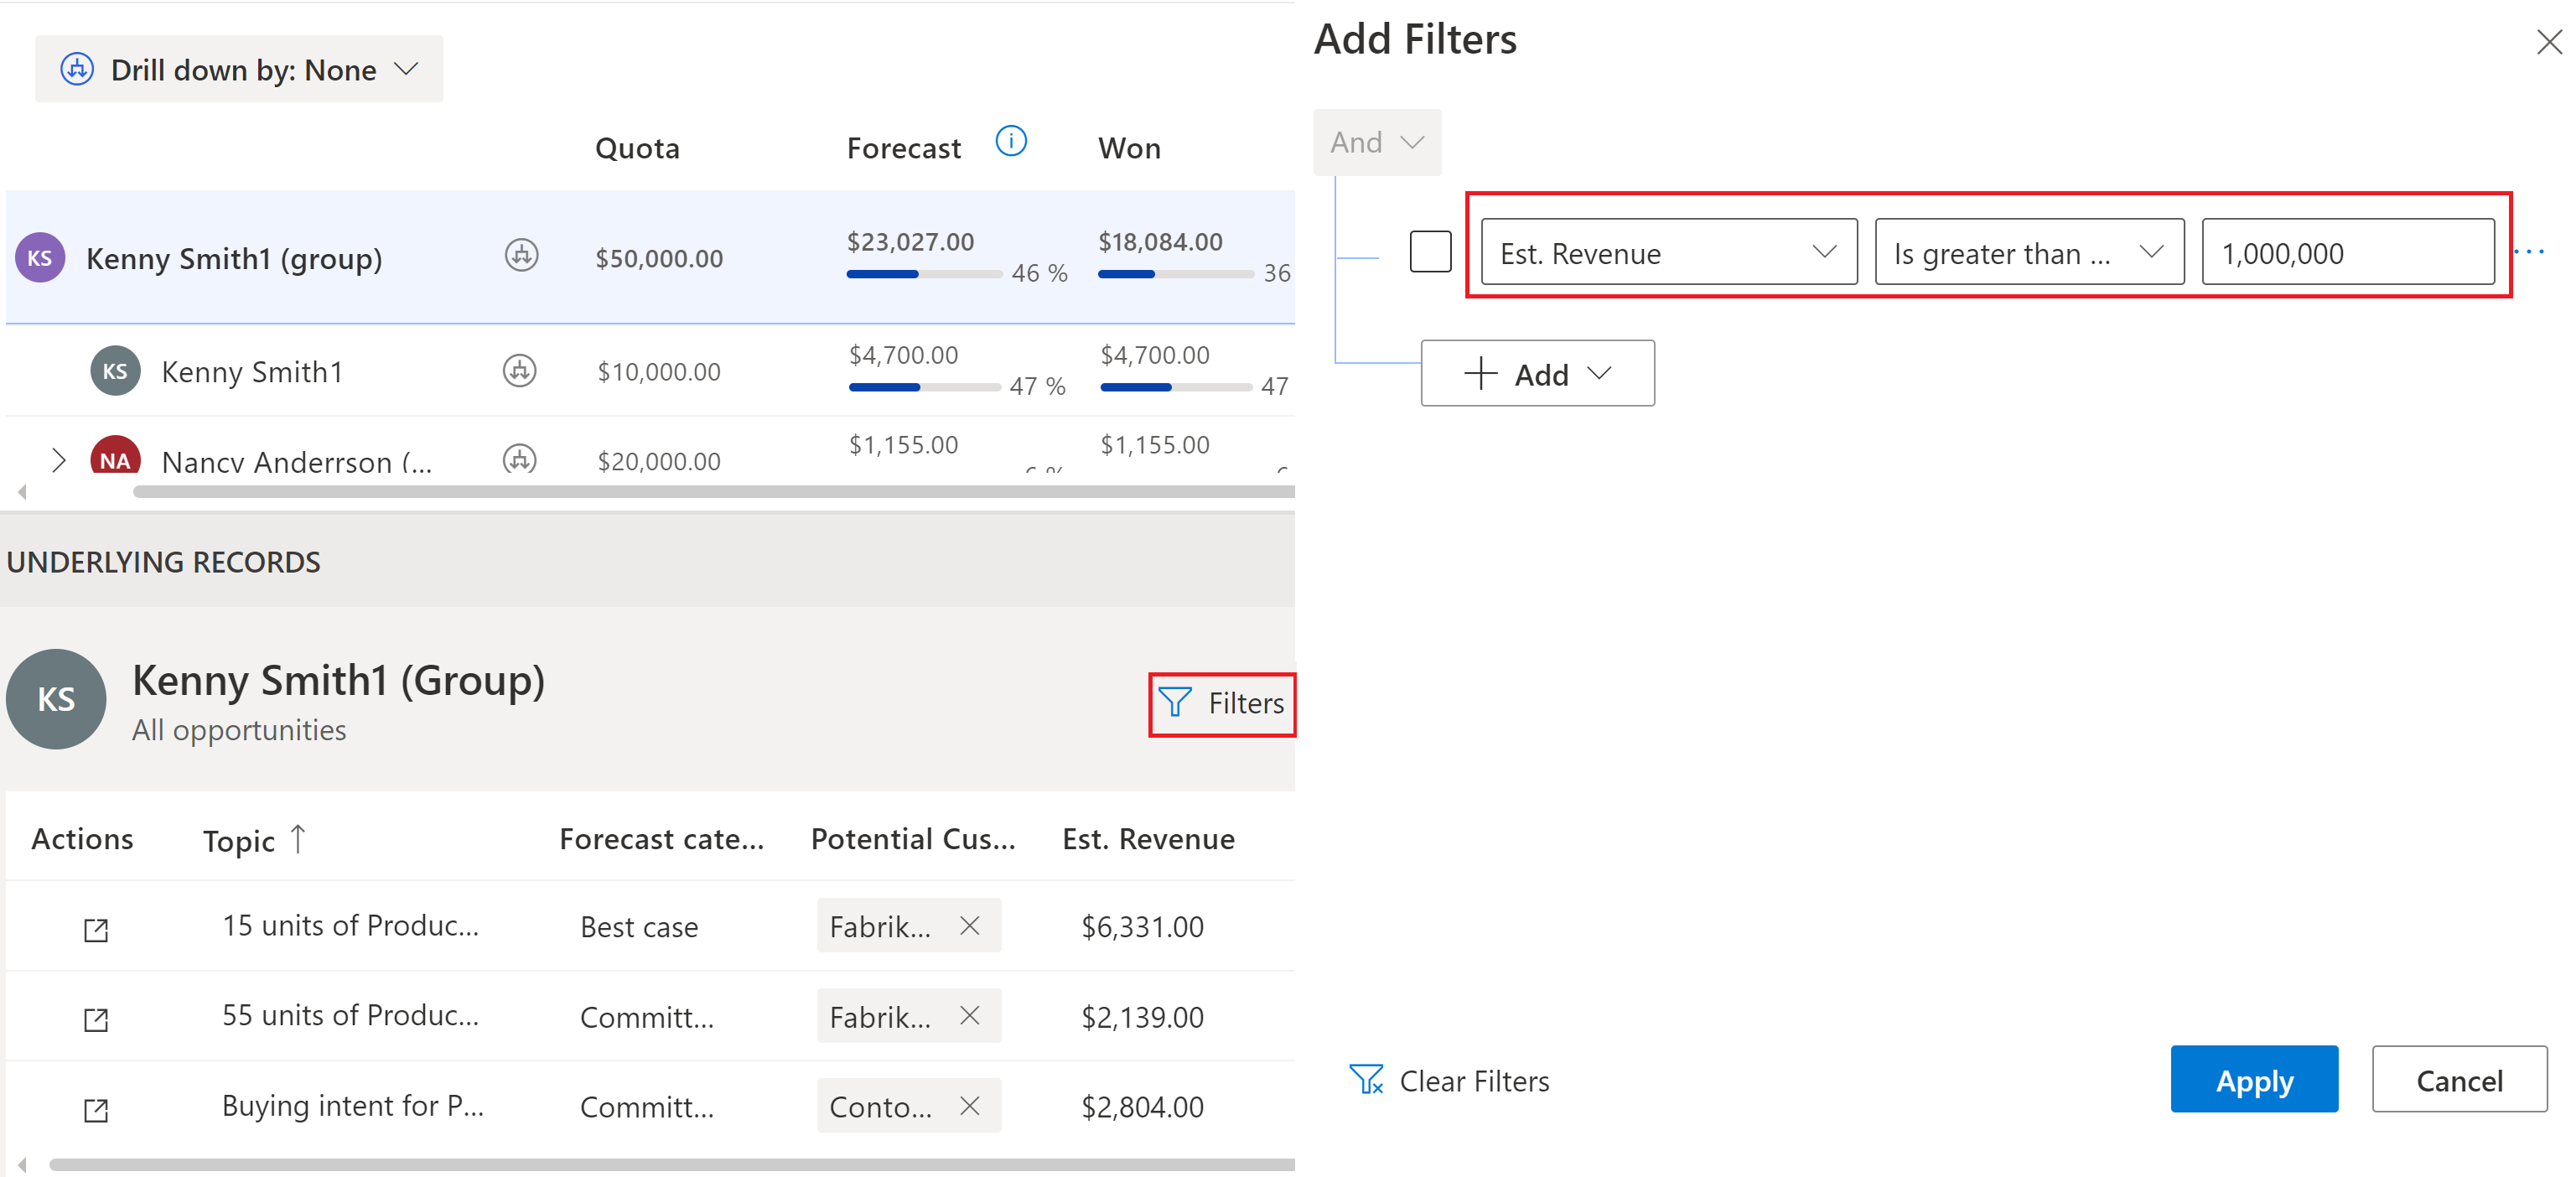 Drill down by: None
Quota Forecast Won
KS Kenny Smith1 (group) $50,000.00 $23,027.00 46 % $18,084.00 36
KS Kenny Smith1 $10,000.00 $4,700.00 47 % $4,700.00 47
NA Nancy Anderrson (... $20,000.00 $1,155.00 6 % $1,155.00 6
UNDERLYING RECORDS
KS Kenny Smith1 (Group)
All opportunities
Filters
Actions Topic Forecast cate... Potential Cus... Est. Revenue
15 units of Produc... Best case Fabrik... $6,331.00
55 units of Produc... Committ... Fabrik... $2,139.00
Buying intent for P... Committ... Conto... $2,804.00
Add Filters
And
Est. Revenue Is greater than ... 1,000,000
Add
Clear Filters Apply Cancel